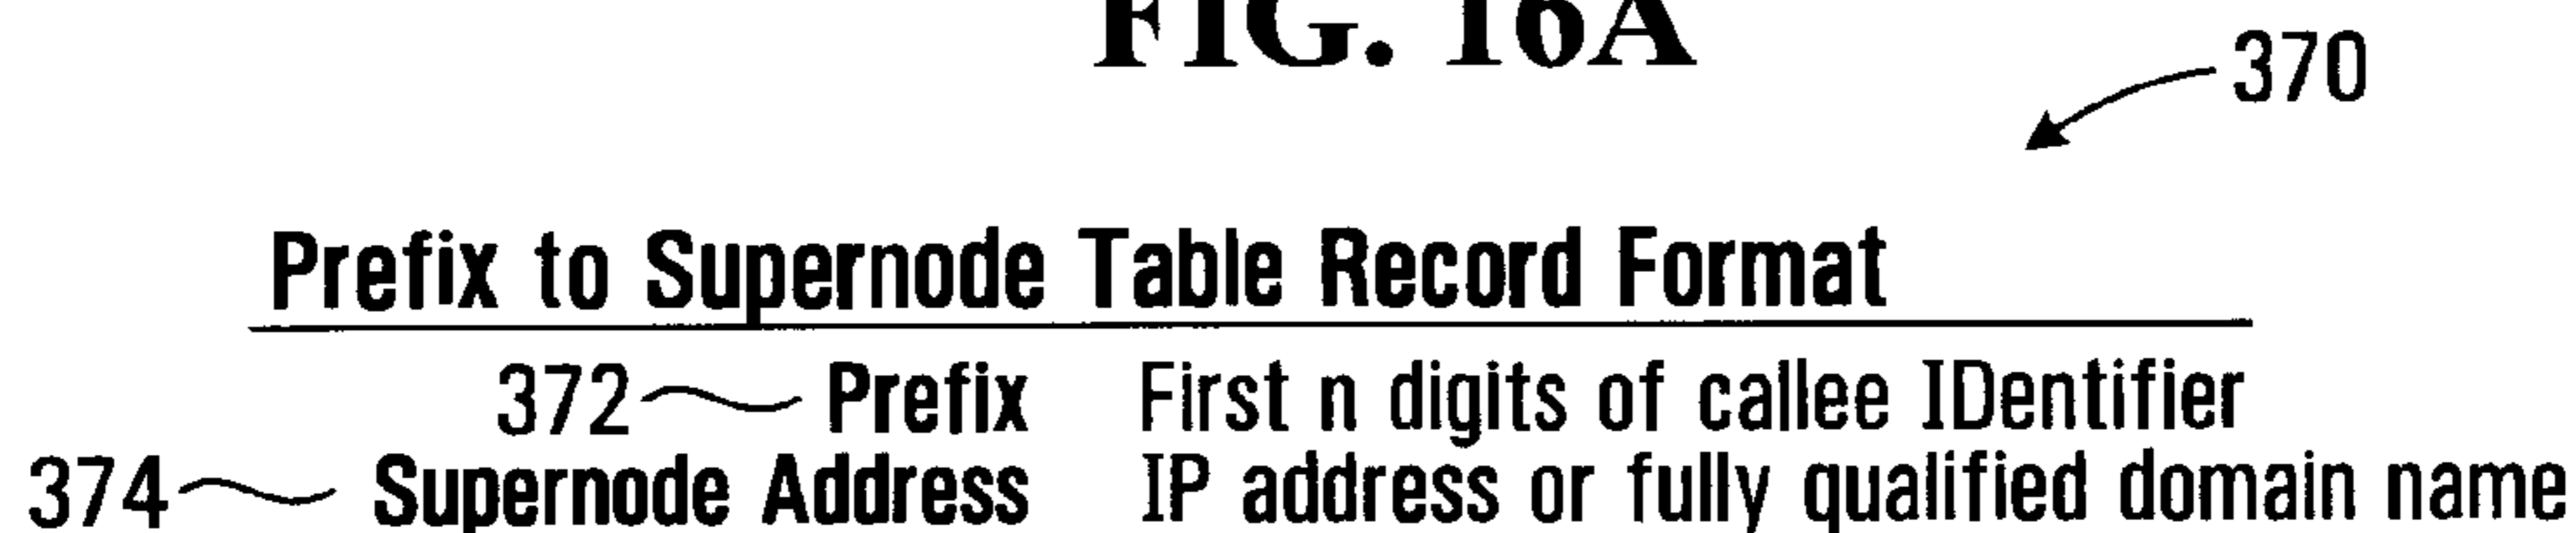 FIG. 16A
370
Prefix to Supernode Table Record Format
372 Prefix First n digits of callee IDentifier
374 Supernode Address IP address or fully qualified domain name